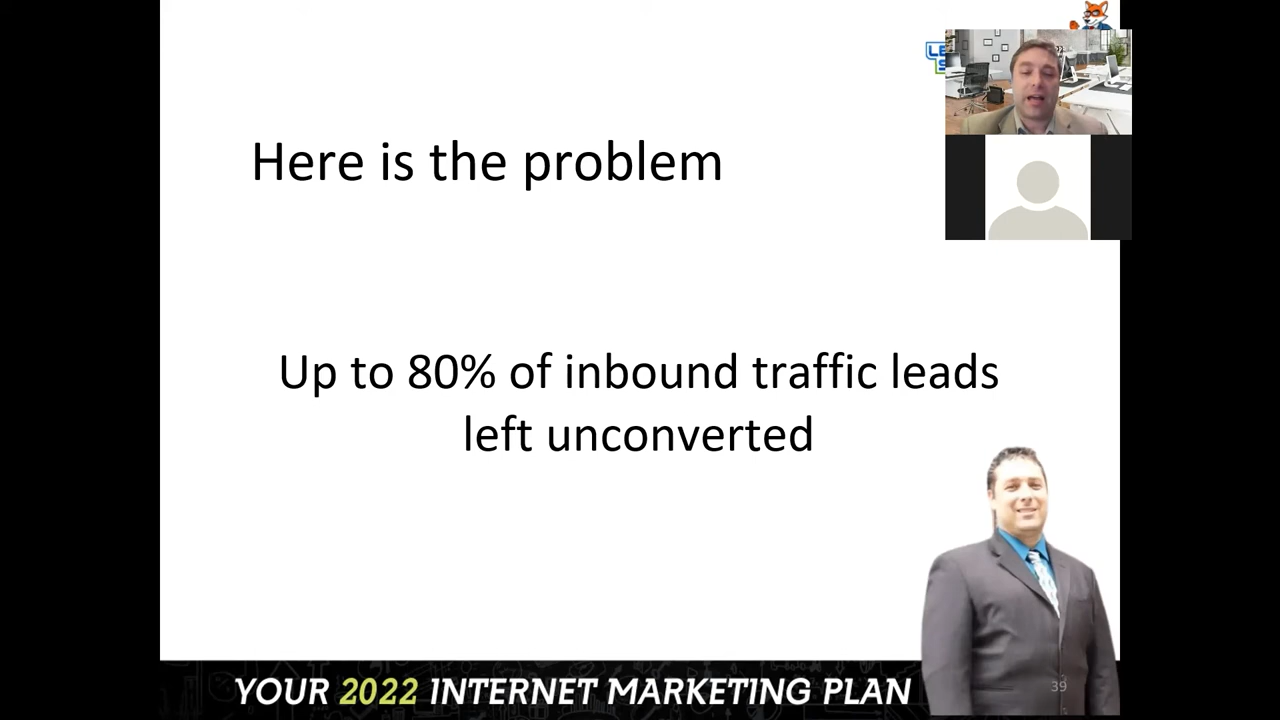 Here is the problem
Up to 80% of inbound traffic leads
left unconverted
YOUR 2022 INTERNET MARKETING PLAN
39